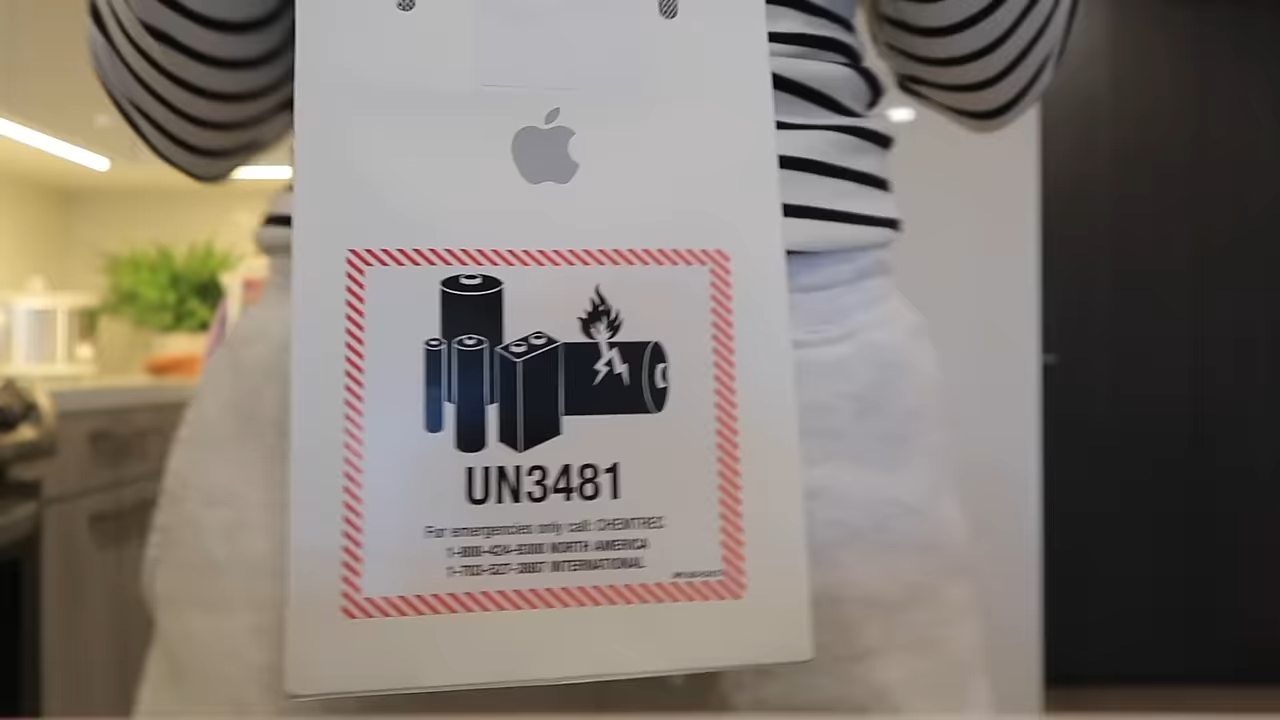 UN3481
For emergencies only call: CHEMTREC
NORTH AMERICA
INTERNATIONAL